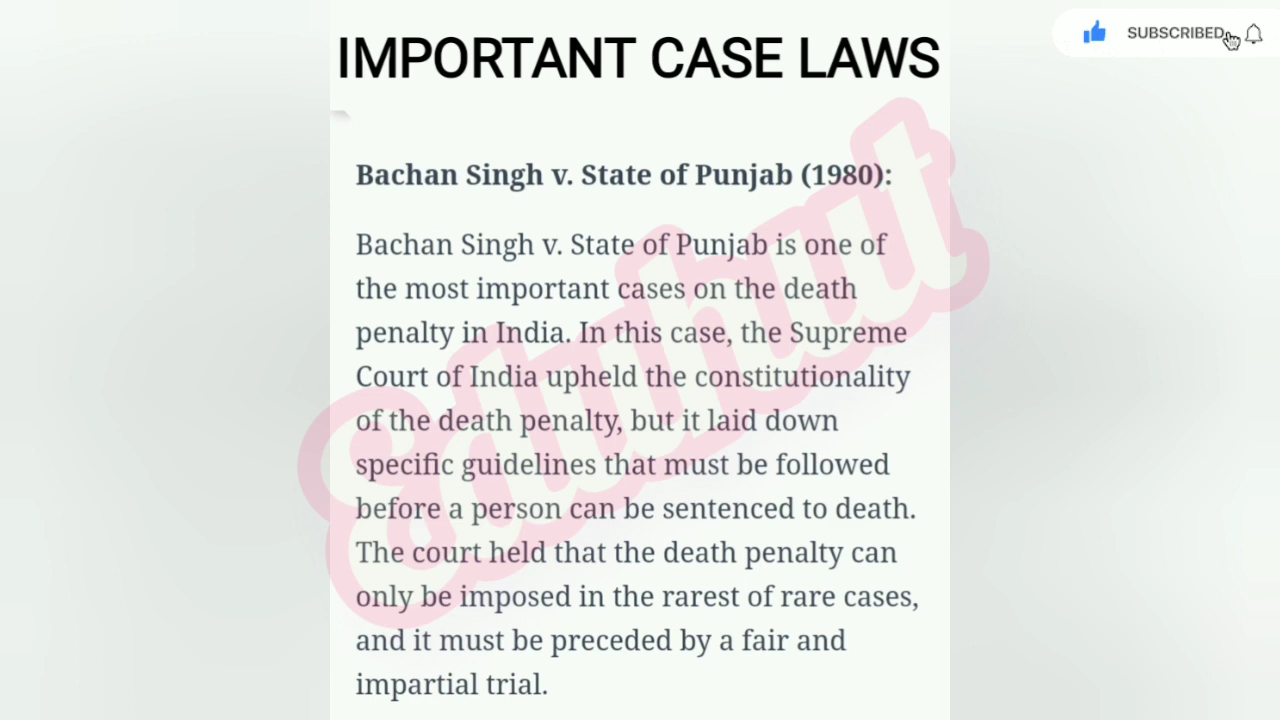 IMPORTANT CASE LAWS
SUBSCRIBED
Bachan Singh v. State of Punjab (1980):
Bachan Singh v. State of Punjab is one of
the most important cases on the death
penalty in India. In this case, the Supreme
Court of India upheld the constitutionality
of the death penalty, but it laid down
specific guidelines that must be followed
before a person can be sentenced to death.
The court held that the death penalty can
only be imposed in the rarest of rare cases,
and it must be preceded by a fair and
impartial trial.
Eduhut